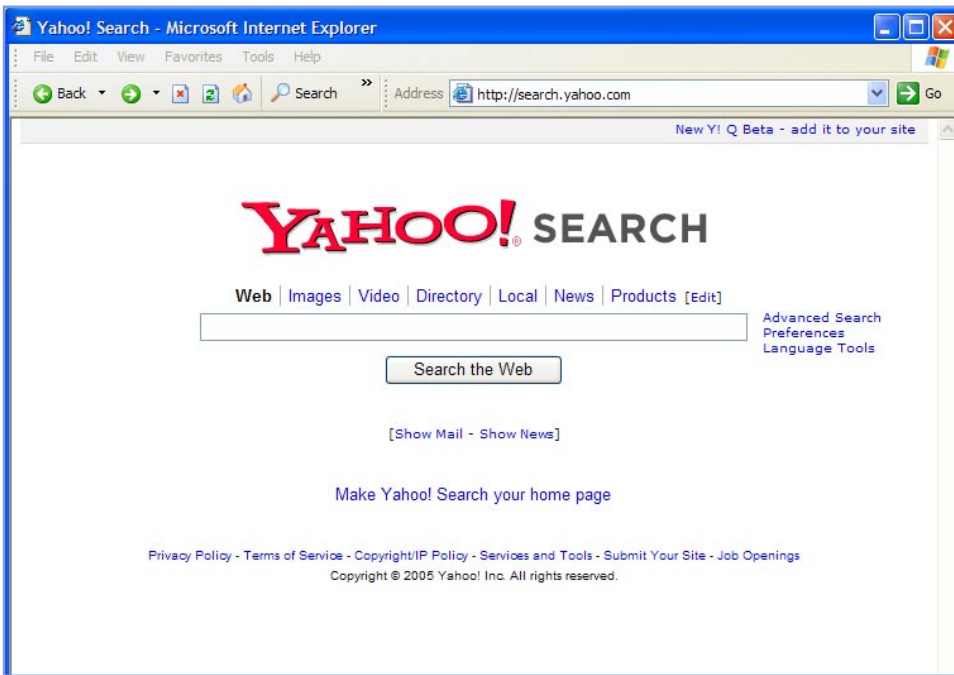 Yahoo! Search - Microsoft Internet Explorer
File Edit View Favorites Tools Help
Back Search » Address http://search.yahoo.com Go
New Y! Q Beta - add it to your site
YAHOO!® SEARCH
Web | Images | Video | Directory | Local | News | Products [Edit]
Advanced Search
Preferences
Language Tools
Search the Web
[Show Mail - Show News]
Make Yahoo! Search your home page
Privacy Policy - Terms of Service - Copyright/IP Policy - Services and Tools - Submit Your Site - Job Openings
Copyright © 2005 Yahoo! Inc. All rights reserved.